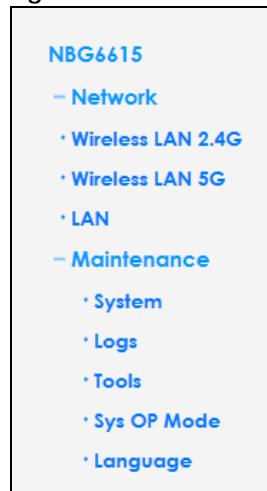 NBG6615
– Network
· Wireless LAN 2.4G
· Wireless LAN 5G
· LAN
– Maintenance
· System
· Logs
· Tools
· Sys OP Mode
· Language